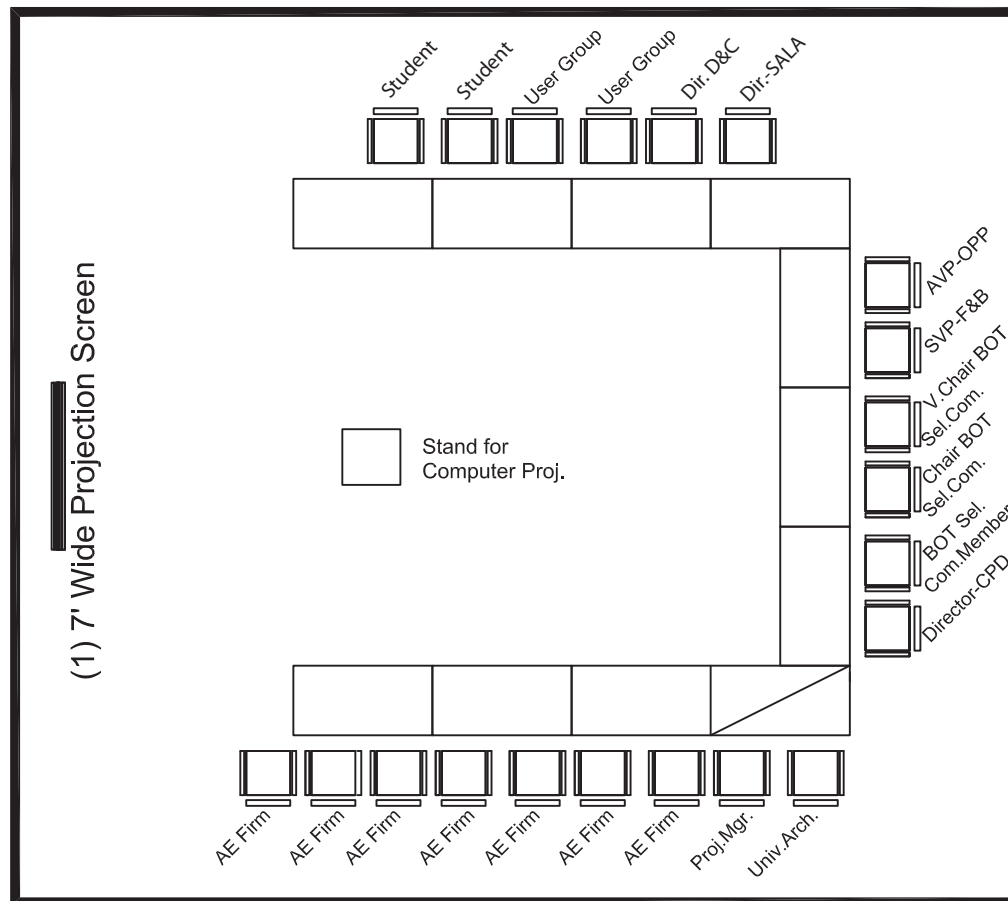 Student
Student
User Group
User Group
Dir. D&C
Dir.-SALA
AVP-OPP
SVP-F&B
V.Chair BOT
Sel.Com.
Chair BOT
Sel.Com.
BOT Sel.
Com.Member
Director-CPD
(1) 7' Wide Projection Screen
Stand for
Computer Proj.
AE Firm
AE Firm
AE Firm
AE Firm
AE Firm
AE Firm
AE Firm
Proj.Mgr.
Univ.Arch.